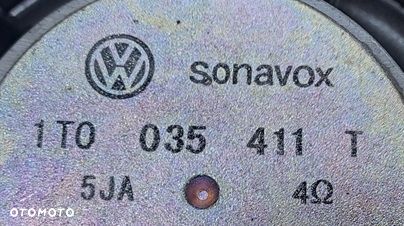 sonavox
1T0 035 411 T
5JA 4Ω
OTOMOTO